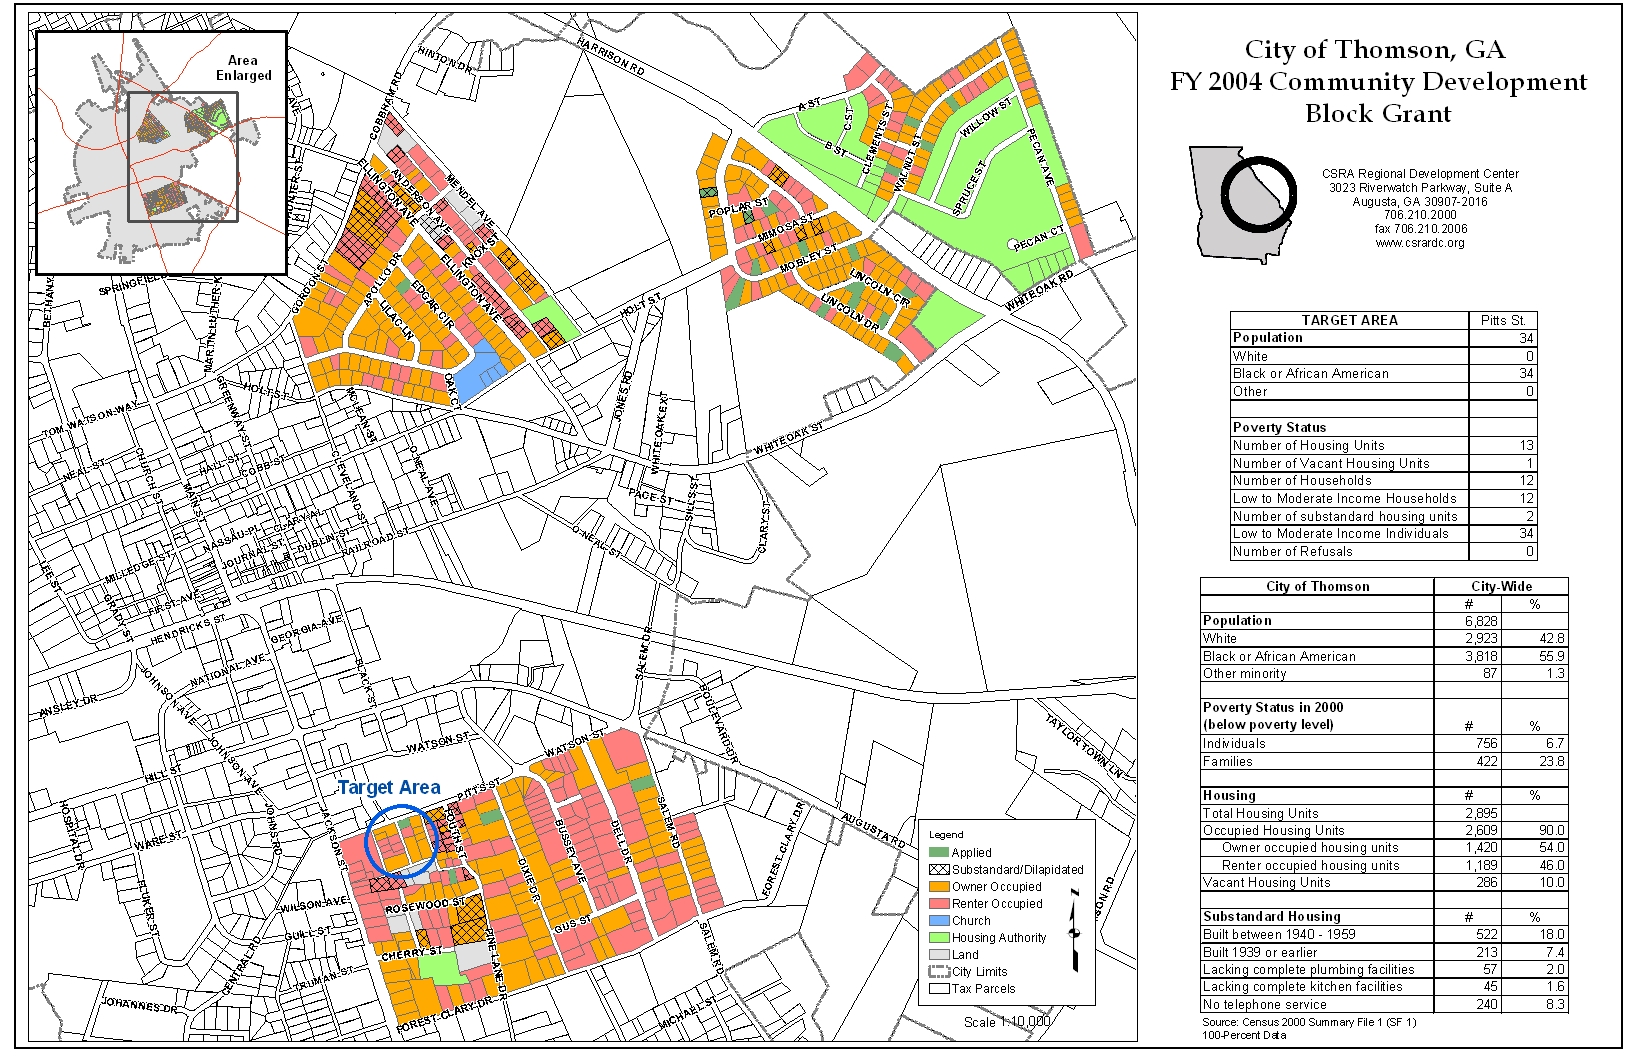 City of Thomson, GA
FY 2004 Community Development
Block Grant
CSRA Regional Development Center
3023 Riverwatch Parkway, Suite A
Augusta, GA 30907-2016
706.210.2000
fax 706.210.2006
www.csrardc.org
TARGET AREA Pitts St.
Population 34
White 0
Black or African American 34
Other 0
Poverty Status
Number of Housing Units 13
Number of Vacant Housing Units 1
Number of Households 12
Low to Moderate Income Households 12
Number of substandard housing units 2
Low to Moderate Income Individuals 34
Number of Refusals 0
City of Thomson City-Wide
# %
Population 6,828
White 2,923 42.8
Black or African American 3,818 55.9
Other minority 87 1.3
Poverty Status in 2000
(below poverty level) # %
Individuals 756 6.7
Families 422 23.8
Housing # %
Total Housing Units 2,895
Occupied Housing Units 2,609 90.0
Owner occupied housing units 1,420 54.0
Renter occupied housing units 1,189 46.0
Vacant Housing Units 286 10.0
Substandard Housing # %
Built between 1940 - 1959 522 18.0
Built 1939 or earlier 213 7.4
Lacking complete plumbing facilities 57 2.0
Lacking complete kitchen facilities 45 1.6
No telephone service 240 8.3
Source: Census 2000 Summary File 1 (SF 1)
100-Percent Data
Area
Enlarged
HINTON DR
HARRISON RD
COBBHAM RD
A ST
C ST
B ST
CLEMENTS ST
WALNUT ST
WILLOW ST
SPRUCE ST
PECAN AVE
PECAN CT
WHITE OAK RD
POPLAR ST
MIMOSA ST
MOBLEY ST
LINCOLN CIR
LINCOLN DR
ELLINGTON AVE
ANDERSON AVE
MENDEL AVE
KNOX ST
ELLINGTON AVE
GORDON ST
APOLLO DR
EDGAR CIR
LILAC LN
OAK CT
HOLT ST
SPRINGFIELD
JONES RD
WHITE OAK EXT
WHITE OAK ST
TOM WATSON WAY
GREENWAY ST
HOLT ST
MCLEAN ST
NEAL ST
CHURCH ST
HALL ST
COBB ST
MAIN ST
CLEVELAND ST
O-NEAL AVE
PACE ST
SILLS ST
CLARY ST
O-NEAL ST
NASSAU PL
CLARY AL
JOURNAL ST
DUBLIN ST
RAILROAD ST
MILLEDGE ST
LEE ST
GRADY ST
FIRST AVE
HENDRICKS ST
GEORGIA AVE
NATIONAL AVE
BLACK ST
SALEM DR
ANSLEY DR
JOHNSON AVE
JOHNSON AVE
HILL ST
WATSON ST
WATSON ST
BOULEVARD DR
TAYLOR TOWN LN
Target Area
PITTS ST
HOSPITAL DR
WARE ST
JOHNS RD
JACKSON ST
SOUTH ST
DIXIE DR
BUSSEY AVE
DELL DR
SALEM RD
AUGUSTA RD
FOREST CLARY DR
FLUKER ST
WILSON AVE
GUILL ST
ROSEWOOD ST
CHERRY ST
GUS ST
PINE LANE DR
SALEM RD
CENTRAL RD
TRUMAN ST
JOHANNES DR
FOREST CLARY DR
MICHAEL ST
Legend
Applied
Substandard/Dilapidated
Owner Occupied
Renter Occupied
Church
Housing Authority
Land
City Limits
Tax Parcels
Scale 1:10,000